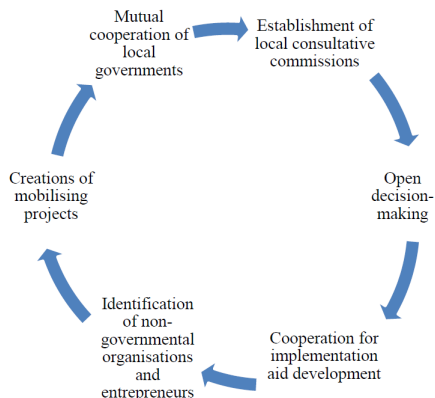 Mutual
cooperation of
local
governments
Establishment of
local consultative
commissions
Open
decision-
making
Cooperation for
implementation
aid development
Identification
of non-
governmental
organisations
and
entrepreneurs
Creations of
mobilising
projects